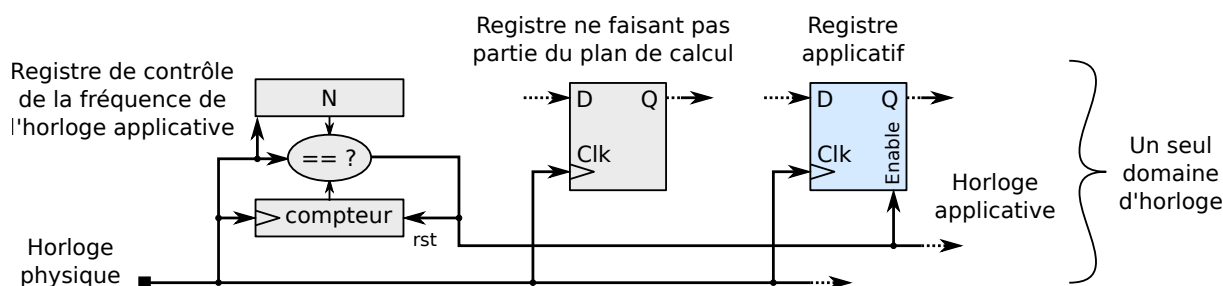 Registre de contrôle
de la fréquence de
l'horloge applicative
N
== ?
compteur
rst
Horloge
physique
Registre ne faisant pas
partie du plan de calcul
D Q
Clk
Registre
applicatif
D Q
Clk
Enable
Horloge
applicative
Un seul
domaine
d'horloge